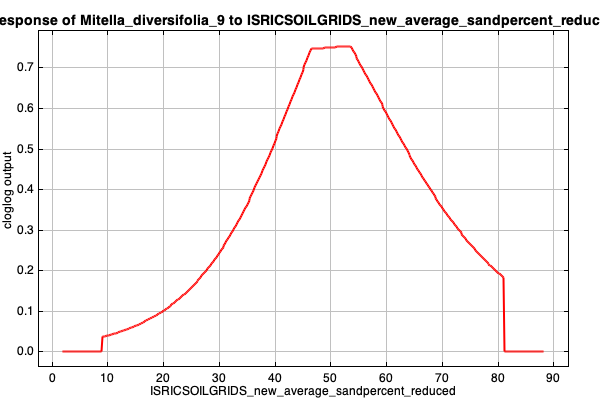 esponse of Mitella_diversifolia_9 to ISRICSOILGRIDS_new_average_sandpercent_reduc
0.7
0.6
0.5
0.4
0.3
0.2
0.1
0.0
cloglog output
0 10 20 30 40 50 60 70 80 90
ISRICSOILGRIDS_new_average_sandpercent_reduced